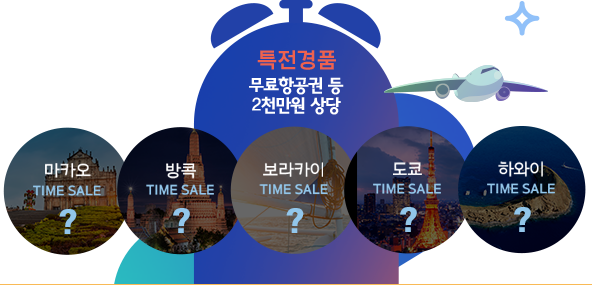 특전경품
무료항공권 등
2천만원 상당
마카오
TIME SALE
?
방콕
TIME SALE
?
보라카이
TIME SALE
?
도쿄
TIME SALE
?
하와이
TIME SALE
?